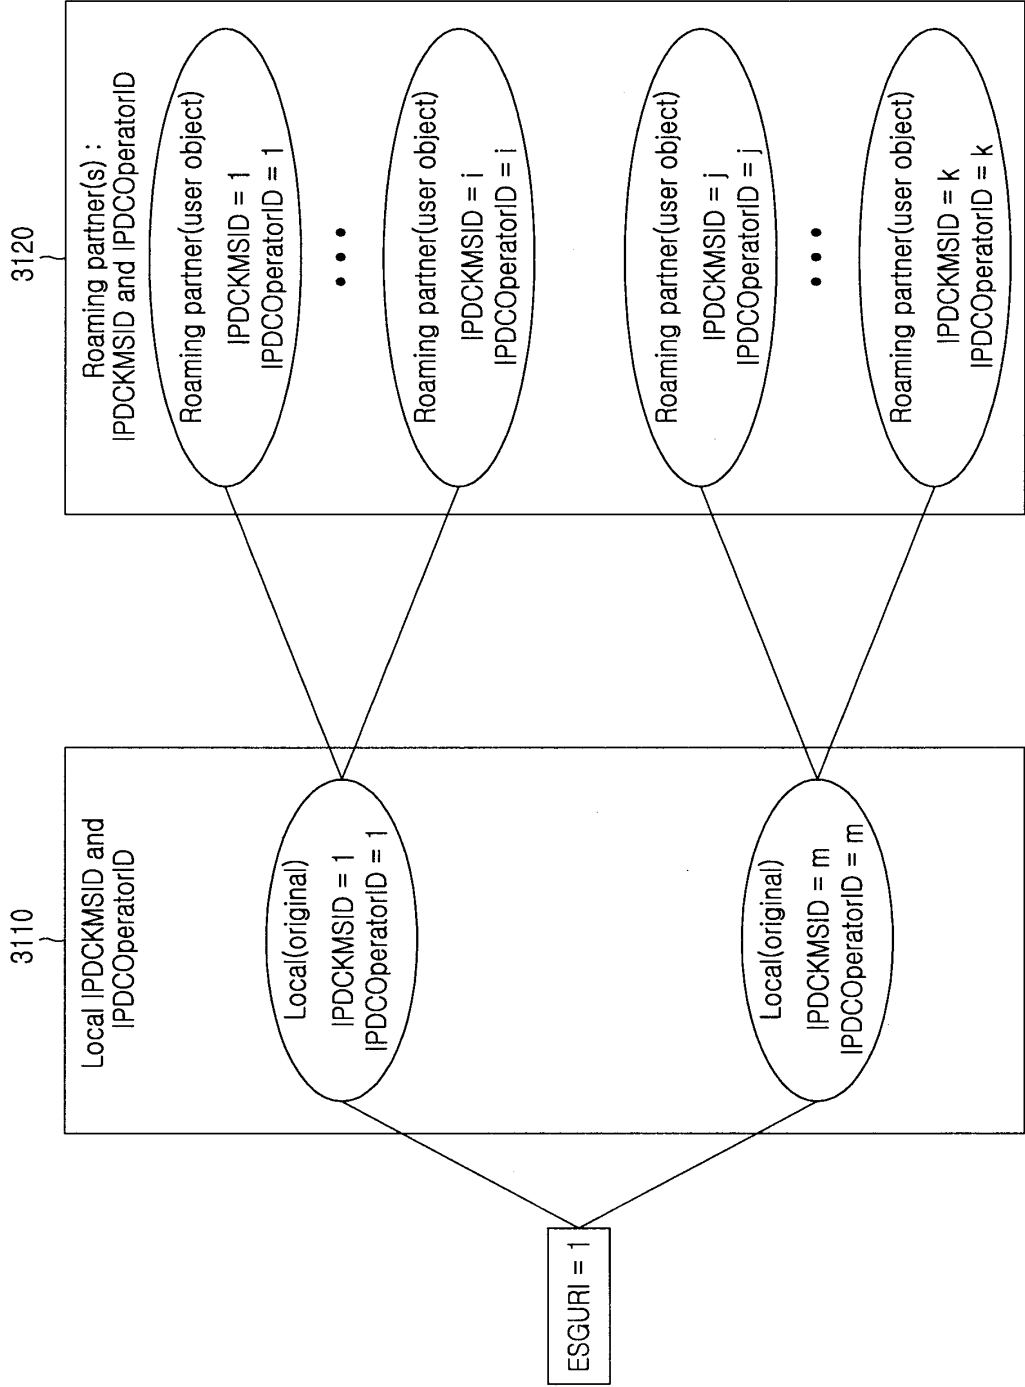 ESGURI = 1
3110
Local IPDCKMSID and
IPDCOperatorID
Local(original)
IPDCKMSID = 1
IPDCOperatorID = 1
Local(original)
IPDCKMSID = m
IPDCOperatorID = m
3120
Roaming partner(s) :
IPDCKMSID and IPDCOperatorID
Roaming partner(user object)
IPDCKMSID = 1
IPDCOperatorID = 1
•••
Roaming partner(user object)
IPDCKMSID = i
IPDCOperatorID = i
Roaming partner(user object)
IPDCKMSID = j
IPDCOperatorID = j
•••
Roaming partner(user object)
IPDCKMSID = k
IPDCOperatorID = k